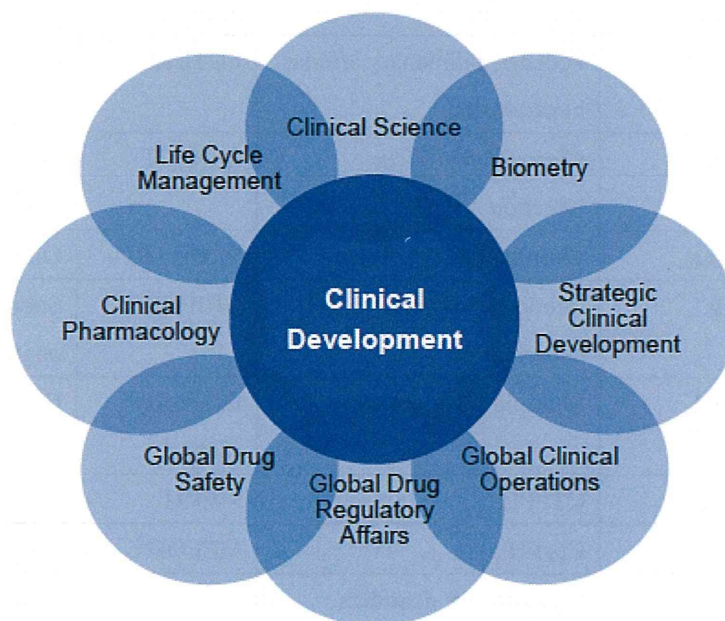 Clinical Science
Biometry
Strategic
Clinical
Development
Global Clinical
Operations
Global Drug
Regulatory
Affairs
Global Drug
Safety
Clinical
Pharmacology
Life Cycle
Management
Clinical
Development